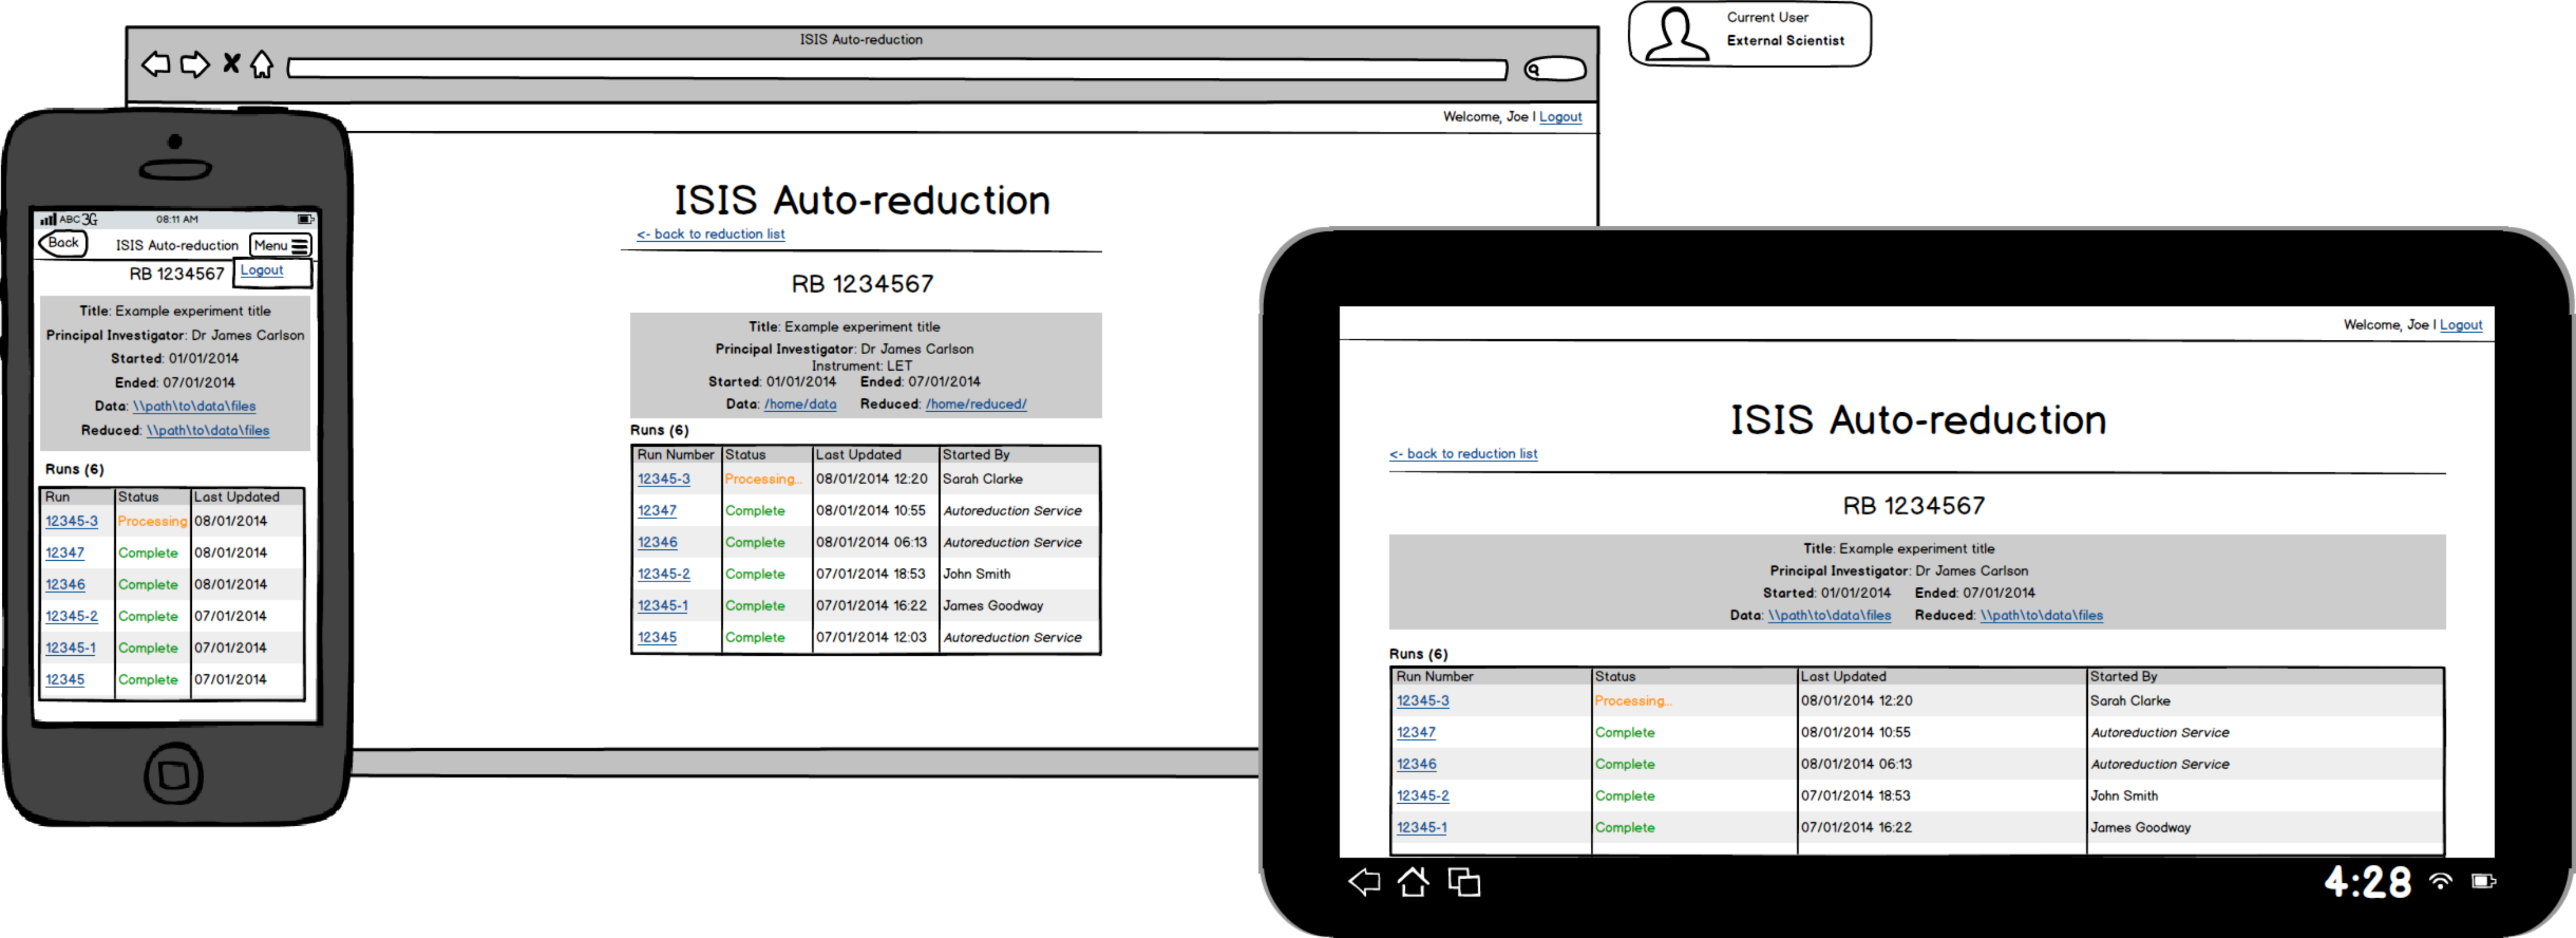 ISIS Auto-reduction
Welcome, Joe | Logout
ISIS Auto-reduction
<- back to reduction list
RB 1234567
Title: Example experiment title
Principal Investigator: Dr James Carlson
Instrument: LET
Started: 01/01/2014 Ended: 07/01/2014
Data: /home/data Reduced: /home/reduced/
Runs (6)
Run Number Status Last Updated Started By
12345-3 Processing... 08/01/2014 12:20 Sarah Clarke
12347 Complete 08/01/2014 10:55 Autoreduction Service
12346 Complete 08/01/2014 06:13 Autoreduction Service
12345-2 Complete 07/01/2014 18:53 John Smith
12345-1 Complete 07/01/2014 16:22 James Goodway
12345 Complete 07/01/2014 12:03 Autoreduction Service
Current User
External Scientist
ABC 3G 08:11 AM
Back ISIS Auto-reduction Menu
RB 1234567 Logout
Title: Example experiment title
Principal Investigator: Dr James Carlson
Started: 01/01/2014
Ended: 07/01/2014
Data: \\path\to\data\files
Reduced: \\path\to\data\files
Runs (6)
Run Status Last Updated
12345-3 Processing 08/01/2014
12347 Complete 08/01/2014
12346 Complete 08/01/2014
12345-2 Complete 07/01/2014
12345-1 Complete 07/01/2014
12345 Complete 07/01/2014
Welcome, Joe | Logout
ISIS Auto-reduction
<- back to reduction list
RB 1234567
Title: Example experiment title
Principal Investigator: Dr James Carlson
Started: 01/01/2014 Ended: 07/01/2014
Data: \\path\to\data\files Reduced: \\path\to\data\files
Runs (6)
Run Number Status Last Updated Started By
12345-3 Processing... 08/01/2014 12:20 Sarah Clarke
12347 Complete 08/01/2014 10:55 Autoreduction Service
12346 Complete 08/01/2014 06:13 Autoreduction Service
12345-2 Complete 07/01/2014 18:53 John Smith
12345-1 Complete 07/01/2014 16:22 James Goodway
4:28